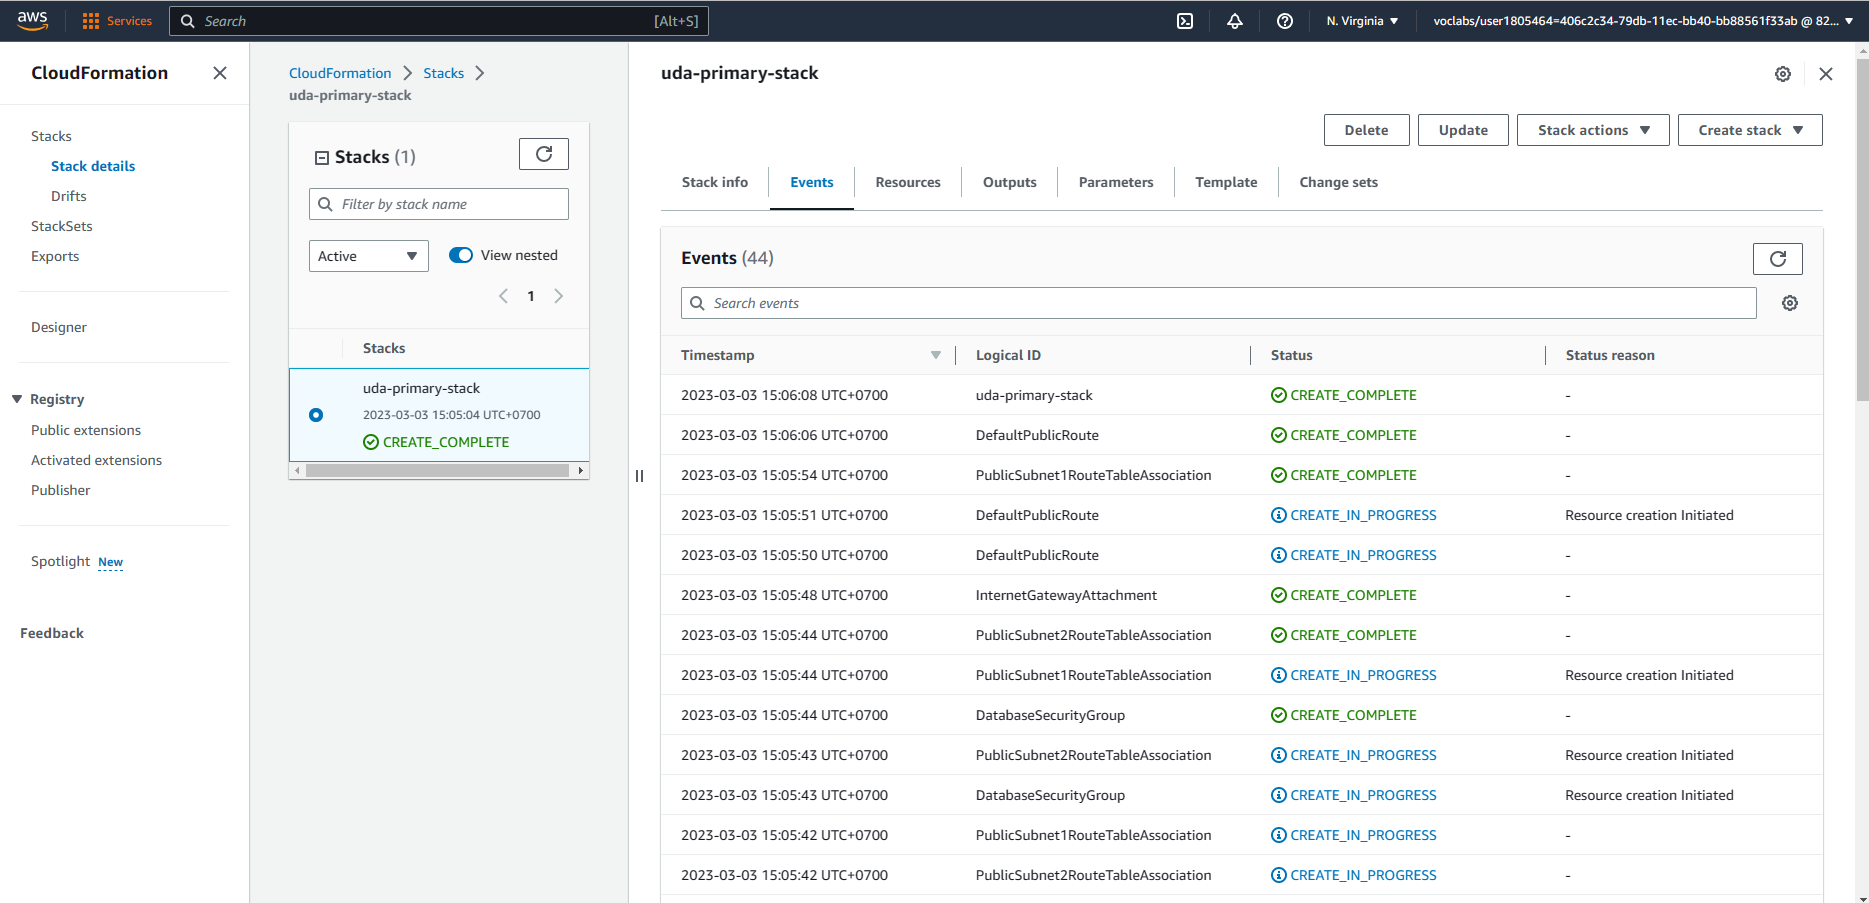 aws
Services
Search
[Alt+S]
N. Virginia
voclabs/user1805464=406c2c34-79db-11ec-bb40-bb88561f33ab @ 82...
CloudFormation
Stacks
Stack details
Drifts
StackSets
Exports
Designer
Registry
Public extensions
Activated extensions
Publisher
Spotlight New
Feedback
CloudFormation
Stacks
uda-primary-stack
Stacks (1)
Filter by stack name
Active
View nested
1
Stacks
uda-primary-stack
2023-03-03 15:05:04 UTC+0700
CREATE_COMPLETE
uda-primary-stack
Delete
Update
Stack actions
Create stack
Stack info
Events
Resources
Outputs
Parameters
Template
Change sets
Events (44)
Search events
Timestamp Logical ID Status Status reason
2023-03-03 15:06:08 UTC+0700 uda-primary-stack CREATE_COMPLETE -
2023-03-03 15:06:06 UTC+0700 DefaultPublicRoute CREATE_COMPLETE -
2023-03-03 15:05:54 UTC+0700 PublicSubnet1RouteTableAssociation CREATE_COMPLETE -
2023-03-03 15:05:51 UTC+0700 DefaultPublicRoute CREATE_IN_PROGRESS Resource creation Initiated
2023-03-03 15:05:50 UTC+0700 DefaultPublicRoute CREATE_IN_PROGRESS -
2023-03-03 15:05:48 UTC+0700 InternetGatewayAttachment CREATE_COMPLETE -
2023-03-03 15:05:44 UTC+0700 PublicSubnet2RouteTableAssociation CREATE_COMPLETE -
2023-03-03 15:05:44 UTC+0700 PublicSubnet1RouteTableAssociation CREATE_IN_PROGRESS Resource creation Initiated
2023-03-03 15:05:44 UTC+0700 DatabaseSecurityGroup CREATE_COMPLETE -
2023-03-03 15:05:43 UTC+0700 PublicSubnet2RouteTableAssociation CREATE_IN_PROGRESS Resource creation Initiated
2023-03-03 15:05:43 UTC+0700 DatabaseSecurityGroup CREATE_IN_PROGRESS Resource creation Initiated
2023-03-03 15:05:42 UTC+0700 PublicSubnet1RouteTableAssociation CREATE_IN_PROGRESS -
2023-03-03 15:05:42 UTC+0700 PublicSubnet2RouteTableAssociation CREATE_IN_PROGRESS -